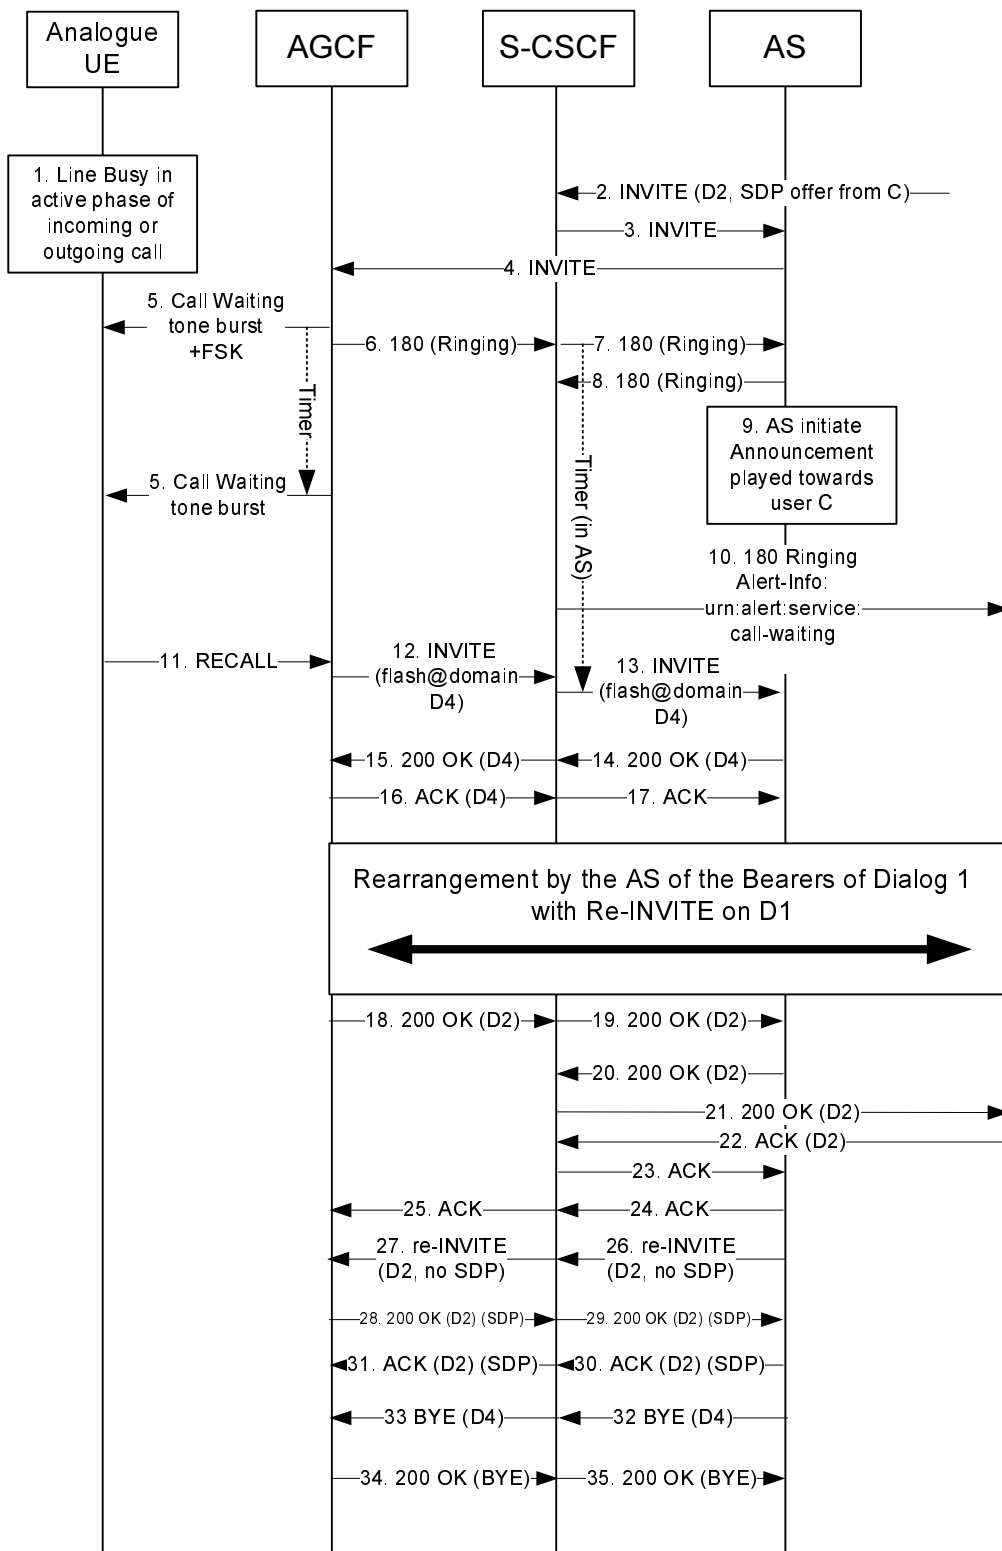 Analogue
UE
AGCF
S-CSCF
AS
1. Line Busy in
active phase of
incoming or
outgoing call
2. INVITE (D2, SDP offer from C)
3. INVITE
4. INVITE
5. Call Waiting
tone burst
+FSK
6. 180 (Ringing)
7. 180 (Ringing)
8. 180 (Ringing)
Timer
Timer (in AS)
9. AS initiate
Announcement
played towards
user C
5. Call Waiting
tone burst
10. 180 Ringing
Alert-Info:
urn:alert:service:
call-waiting
11. RECALL
12. INVITE
(flash@domain
D4)
13. INVITE
(flash@domain
D4)
15. 200 OK (D4)
14. 200 OK (D4)
16. ACK (D4)
17. ACK
Rearrangement by the AS of the Bearers of Dialog 1
with Re-INVITE on D1
18. 200 OK (D2)
19. 200 OK (D2)
20. 200 OK (D2)
21. 200 OK (D2)
22. ACK (D2)
23. ACK
25. ACK
24. ACK
27. re-INVITE
(D2, no SDP)
26. re-INVITE
(D2, no SDP)
28. 200 OK (D2) (SDP)
29. 200 OK (D2) (SDP)
31. ACK (D2) (SDP)
30. ACK (D2) (SDP)
33 BYE (D4)
32 BYE (D4)
34. 200 OK (BYE)
35. 200 OK (BYE)